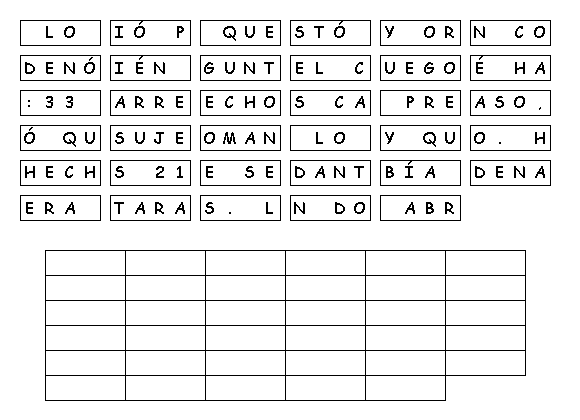 LO IÓ P QUE STÓ Y OR N CO
DENÓ IÉN GUNT EL C UEGO É HA
:33 ARRE ECHO S CA PRE ASO,
Ó QU SUJE OMAN LO Y QU O. H
HECH S 21 E SE DANT BÍA DENA
ERA TARA S. L N DO ABR